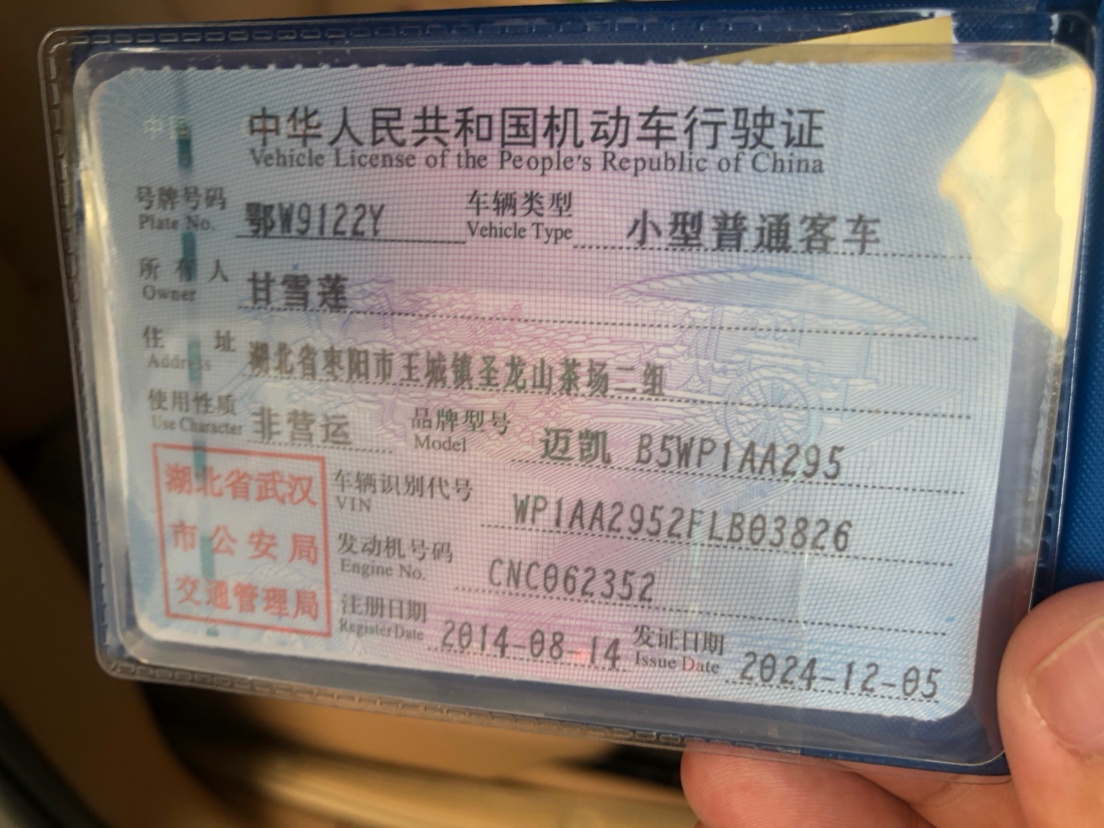 中华人民共和国机动车行驶证
Vehicle License of the People's Republic of China
号牌号码 鄂W9122Y 车辆类型 小型普通客车
Plate No. Vehicle Type
所有人 甘雪莲
Owner
住址 湖北省枣阳市王城镇圣龙山茶场二组
Address
使用性质 非营运 品牌型号 迈凯 B5WP1AA295
Use Character Model
湖北省武汉
市公安局
交通管理局
车辆识别代号 WP1AA2952FLB03826
VIN
发动机号码 CNC062352
Engine No.
注册日期 2014-08-14 发证日期 2024-12-05
Register Date Issue Date